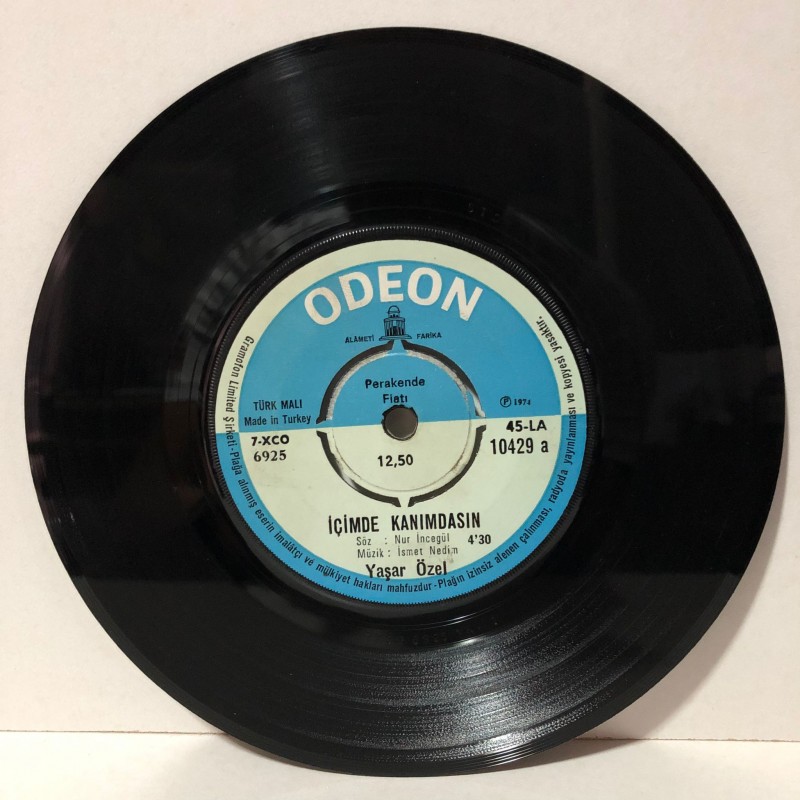 ODEON
ALÂMETİ FARİKA
Perakende
Fiatı
12,50
TÜRK MALI
Made in Turkey
7-XCO
6925
Ⓟ 1974
45-LA
10429 a
İÇİMDE KANIMDASIN
Söz : Nur İncegül 4'30
Müzik : İsmet Nedim
Yaşar Özel
Gramofon Limited Şirketi-Plağa alınmış eserin imalâtçı ve mülkiyet hakları mahfuzdur-Plağın izinsiz alenen çalınması, radyoda yayınlanması ve kopyesi yasaktır.